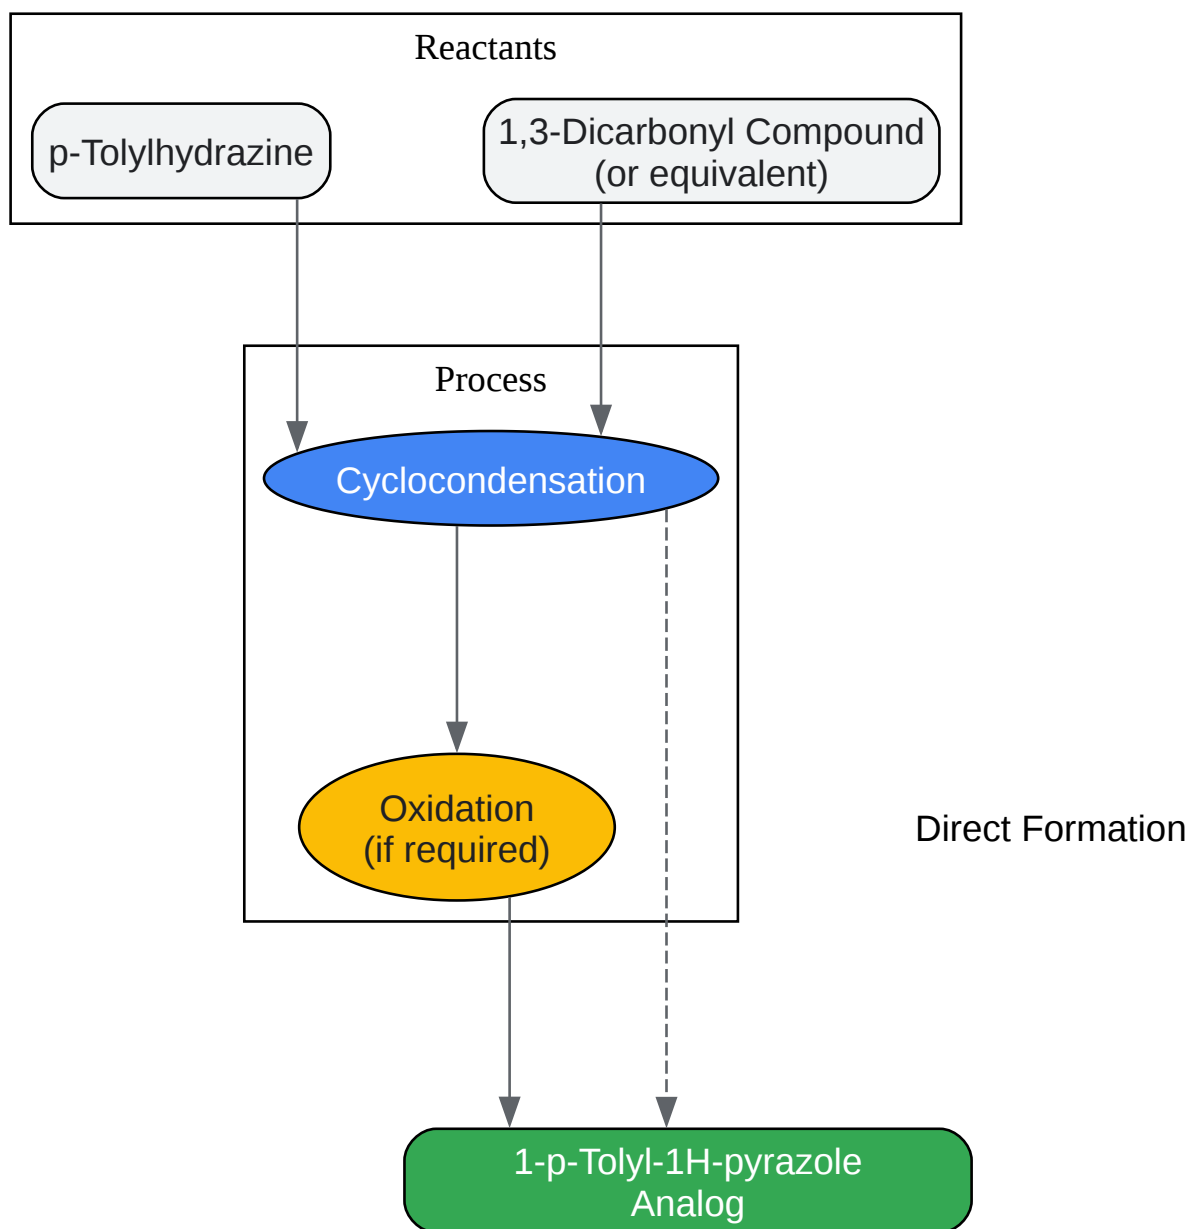 Reactants
p-Tolylhydrazine
1,3-Dicarbonyl Compound
(or equivalent)
Process
Cyclocondensation
Oxidation
(if required)
Direct Formation
1-p-Tolyl-1H-pyrazole
Analog